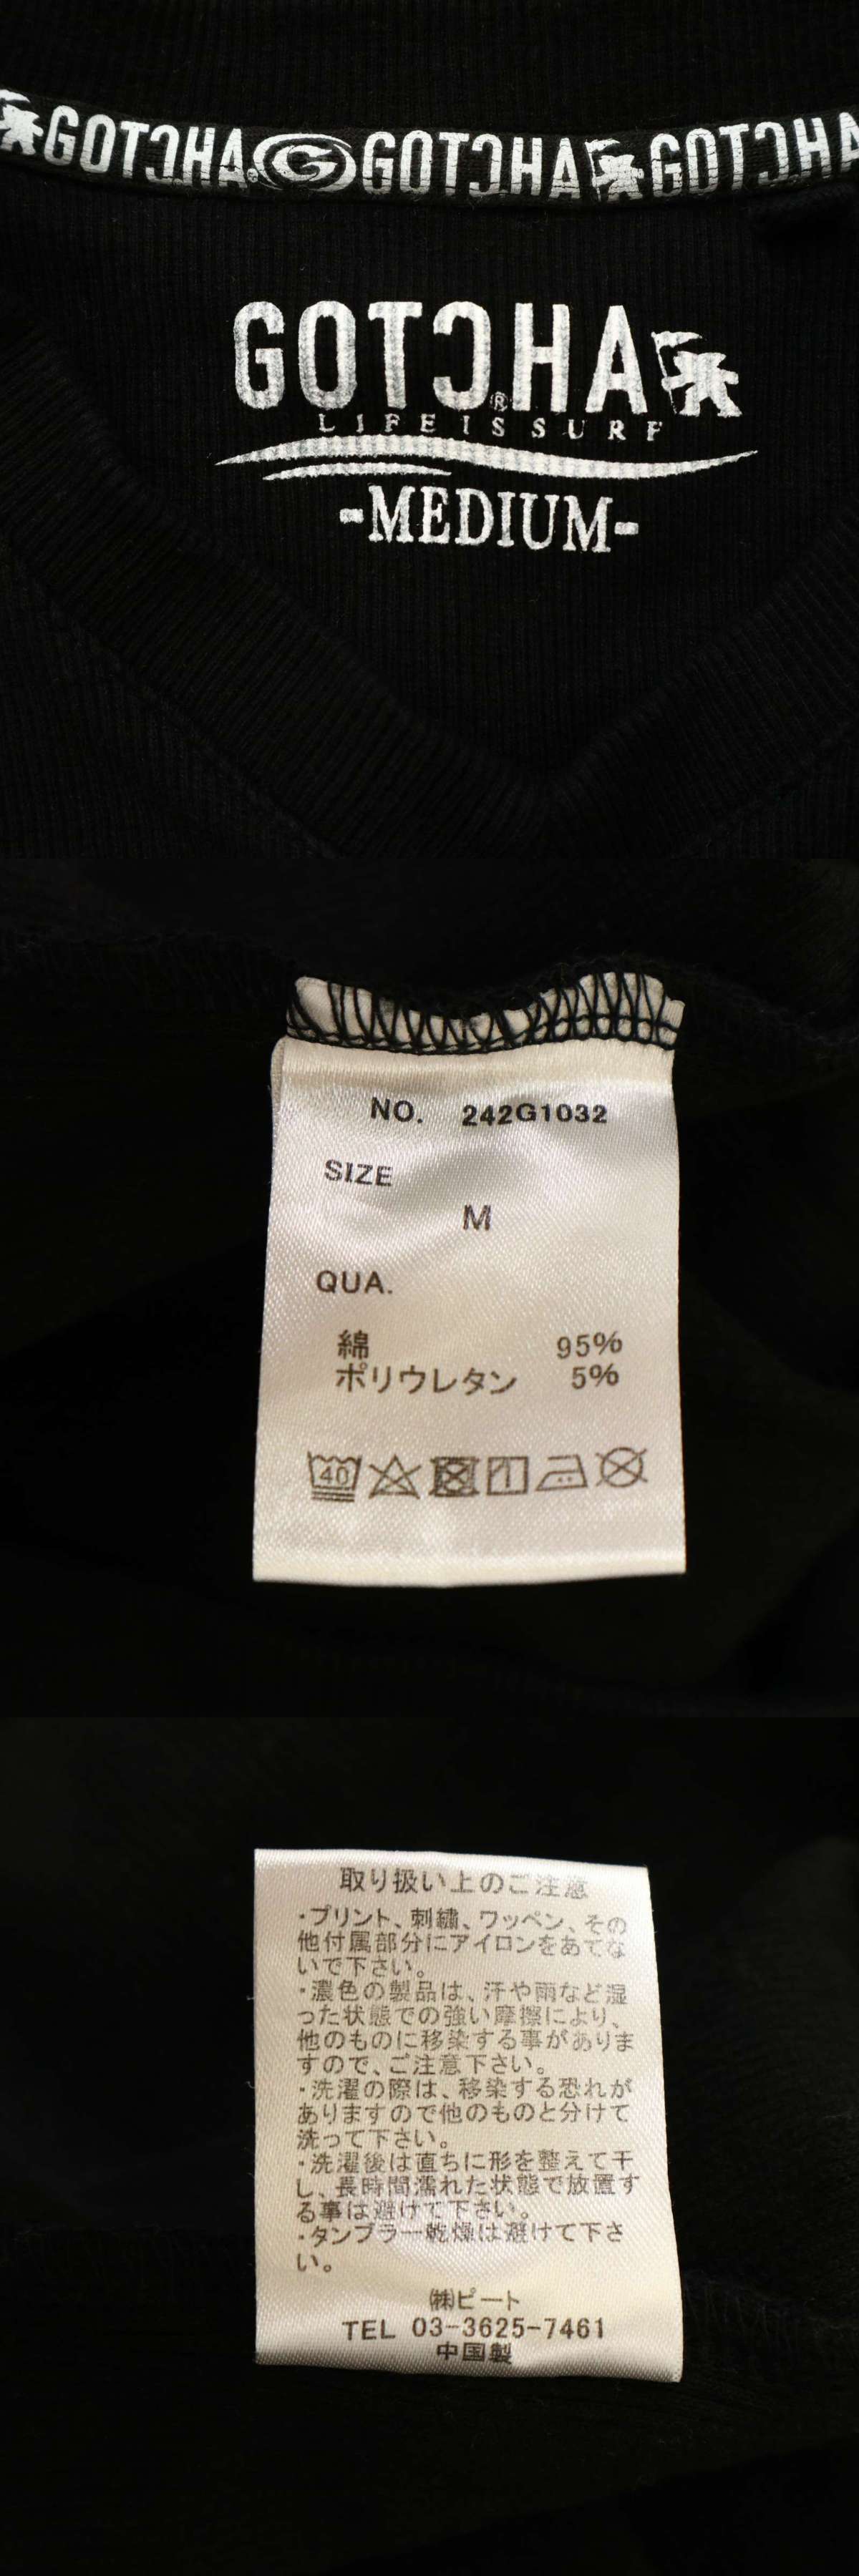 GOTCHA G GOTCHA GOTCHA
GOTCHA®
LIFE IS SURF
-MEDIUM-
NO. 242G1032
SIZE
M
QUA.
綿 95%
ポリウレタン 5%
40
取り扱い上のご注意
・プリント、刺繍、ワッペン、その
他付属部分にアイロンをあてな
いで下さい。
・濃色の製品は、汗や雨など湿
った状態での強い摩擦により、
他のものに移染する事がありま
すので、ご注意下さい。
・洗濯の際は、移染する恐れが
ありますので他のものと分けて
洗って下さい。
・洗濯後は直ちに形を整えて干
し、長時間濡れた状態で放置す
る事は避けて下さい。
・タンブラー乾燥は避けて下さ
い。
㈱ピート
TEL 03-3625-7461
中国製